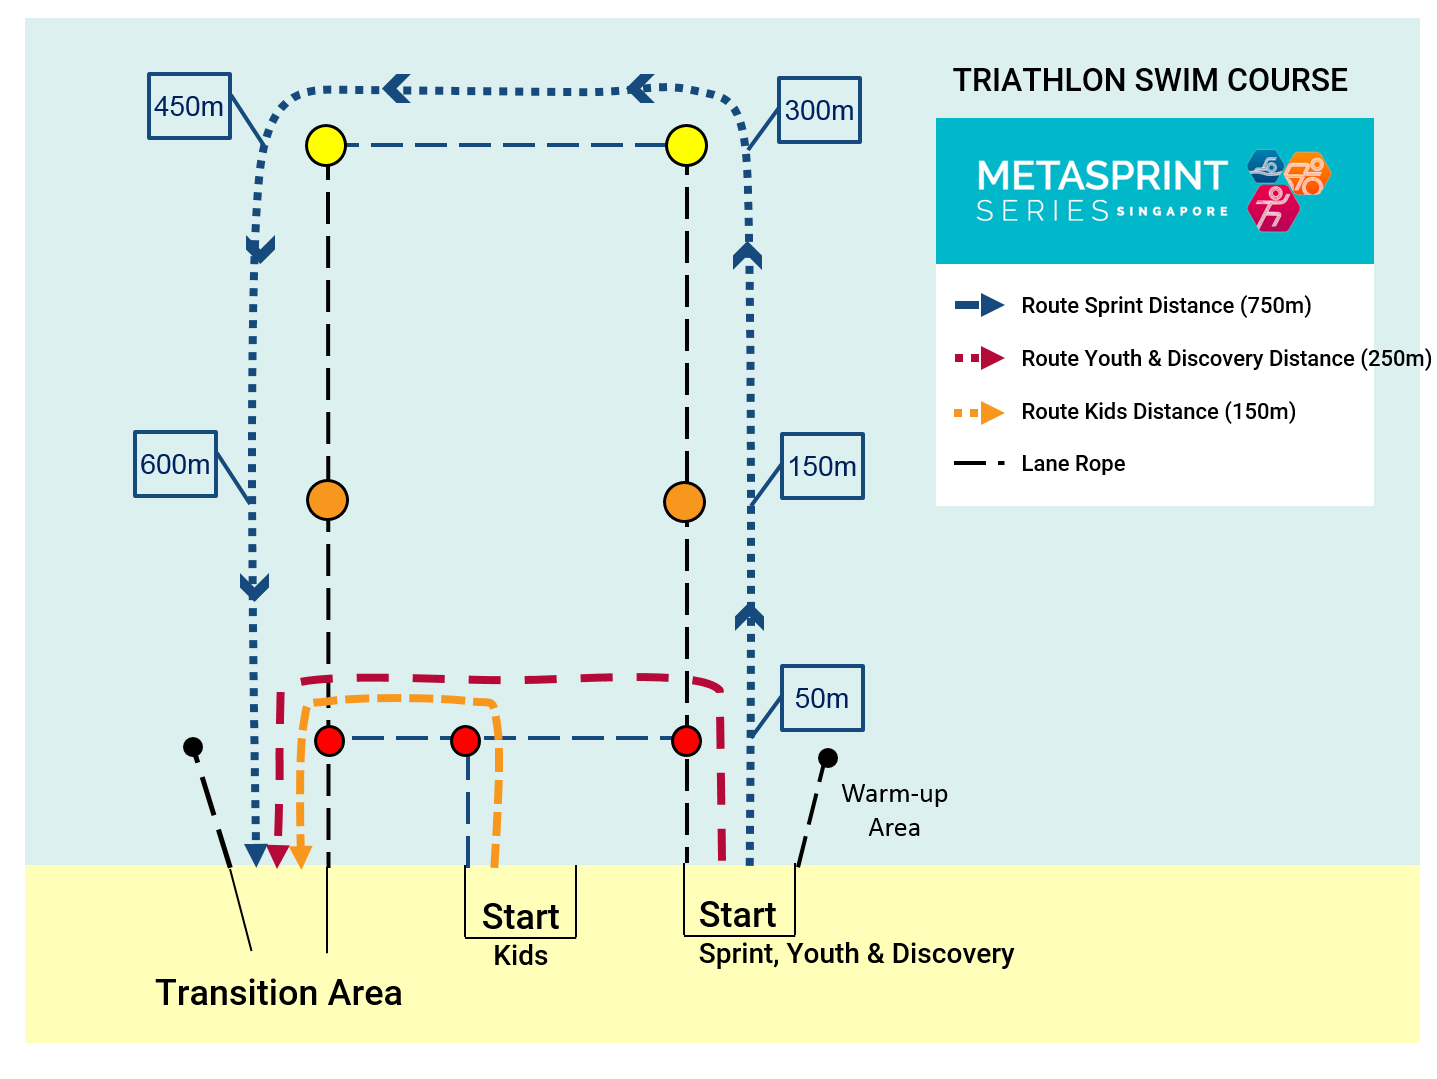 TRIATHLON SWIM COURSE
METASPRINT
SERIES SINGAPORE
Route Sprint Distance (750m)
Route Youth & Discovery Distance (250m)
Route Kids Distance (150m)
Lane Rope
450m
300m
600m
150m
50m
Warm-up
Area
Start
Kids
Start
Sprint, Youth & Discovery
Transition Area